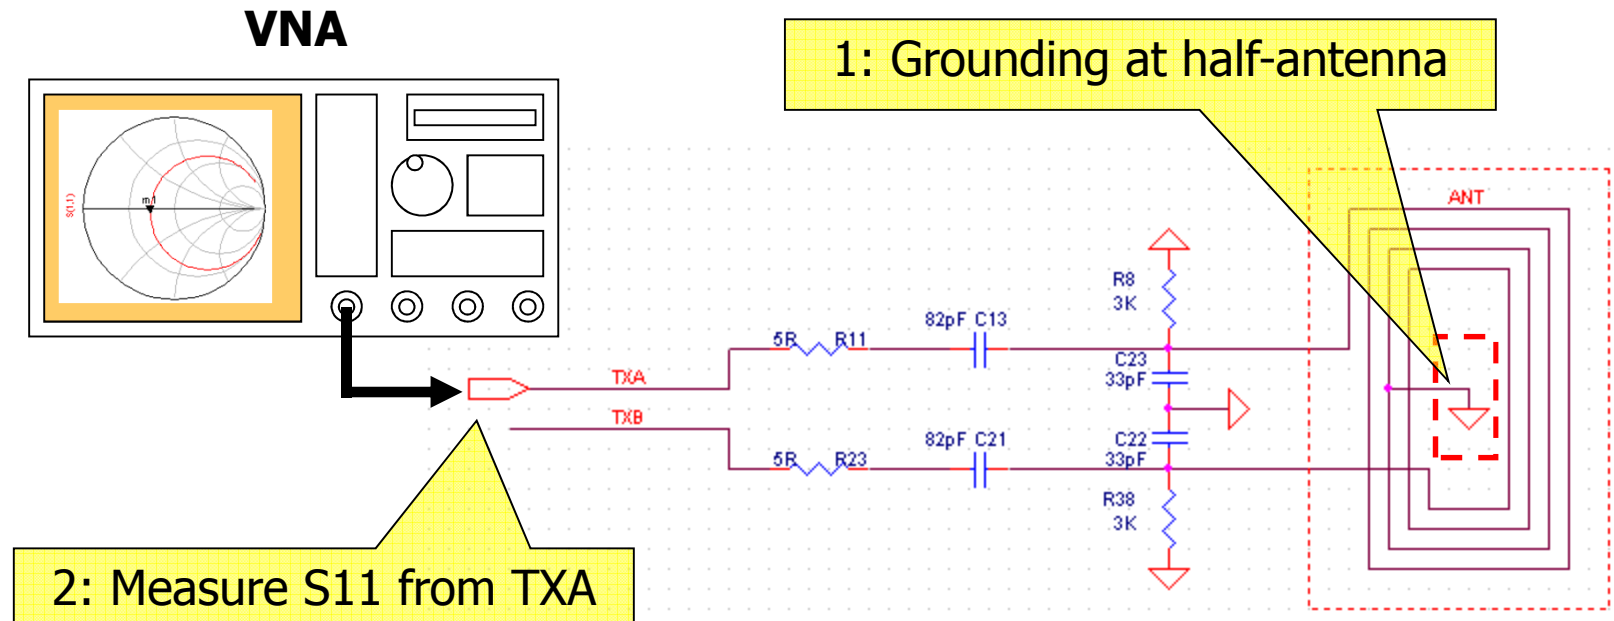 VNA
1: Grounding at half-antenna
S(1,1)
m1
ANT
R8
3K
82pF C13
5R R11
C23
33pF
TXA
TXB
82pF C21
C22
33pF
5R R23
R38
3K
2: Measure S11 from TXA